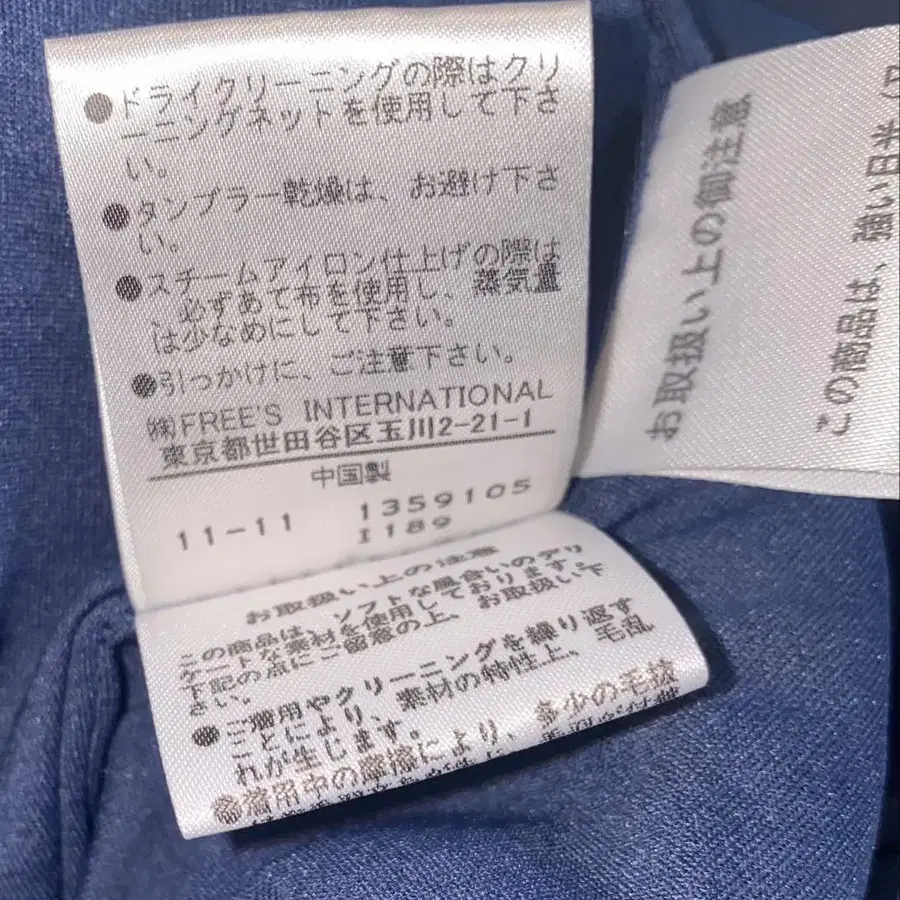 ●ドライクリーニングの際はクリ
ーニングネットを使用して下さ
い。
●タンブラー乾燥は、お避け下さ
い。
●スチームアイロン仕上げの際は
必ずあて布を使用し、蒸気量
は少なめにして下さい。
●引っかけに、ご注意下さい。
㈱FREE'S INTERNATIONAL
東京都世田谷区玉川2-21-1
中国製
11-11 1359105
I189
お取扱い上の注意
この商品は、ソフトな風合いのデリ
ケートな素材を使用しております。
下記の点にご留意の上、お取扱い下
さい。
●ご着用やクリーニングを繰り返す
ことにより、素材の特性上、毛乱
れが生じます。
●着用中の摩擦により、多少の毛抜
お取扱い上の御注意
この商品は、強い日光